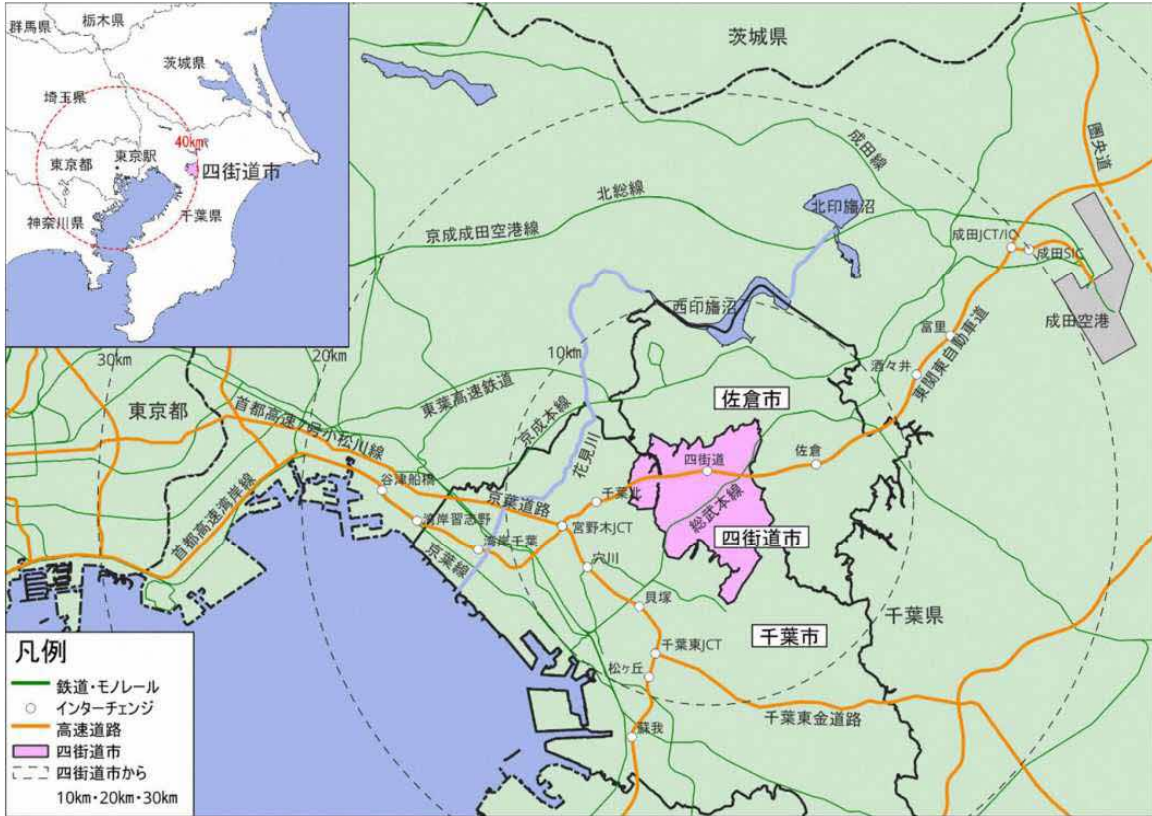 群馬県
栃木県
茨城県
埼玉県
40km
東京都
東京駅
四街道市
神奈川県
千葉県
茨城県
成田線
圏央道
北総線
北印旛沼
京成成田空港線
成田JCT/IC
成田SIC
西印旛沼
成田空港
富里
30km
20km
10km
酒々井
東関東自動車道
東葉高速鉄道
佐倉市
東京都
首都高速7号小松川線
京成本線
花見川
四街道
佐倉
谷津船橋
千葉北
首都高速湾岸線
京葉道路
総武本線
湾岸習志野
宮野木JCT
四街道市
湾岸千葉
京葉線
穴川
貝塚
千葉県
千葉市
千葉東JCT
松ヶ丘
千葉東金道路
蘇我
凡例
鉄道・モノレール
インターチェンジ
高速道路
四街道市
四街道市から
10km・20km・30km